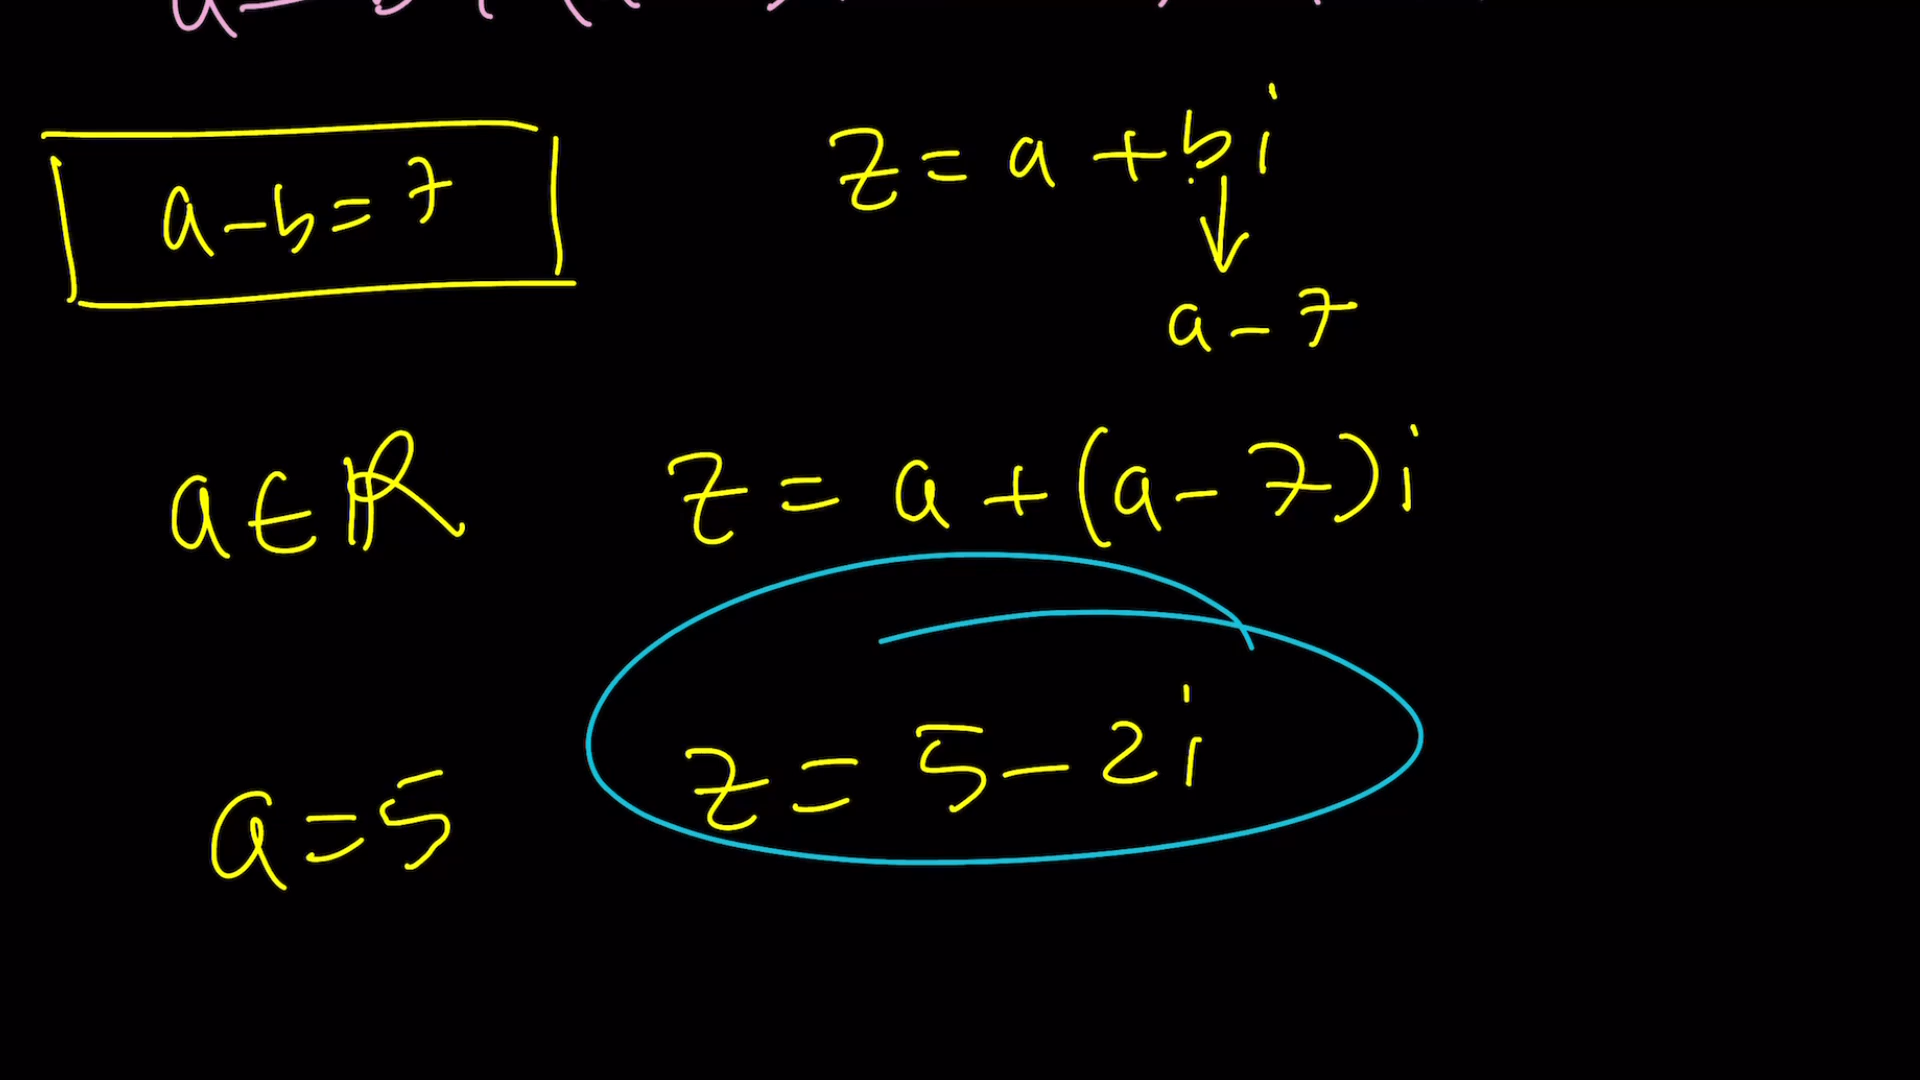 a-b=7
z = a + bi
a-7
a∈ℝ
z = a + (a-7)i
a=5
z = 5-2i